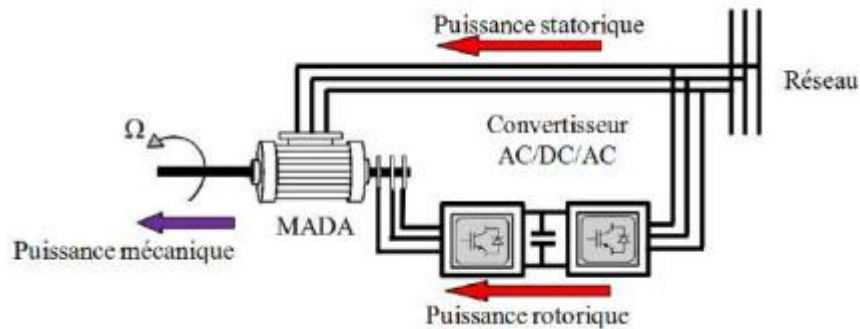 Puissance statorique
Réseau
Convertisseur
AC/DC/AC
Ω
MADA
Puissance mécanique
Puissance rotorique